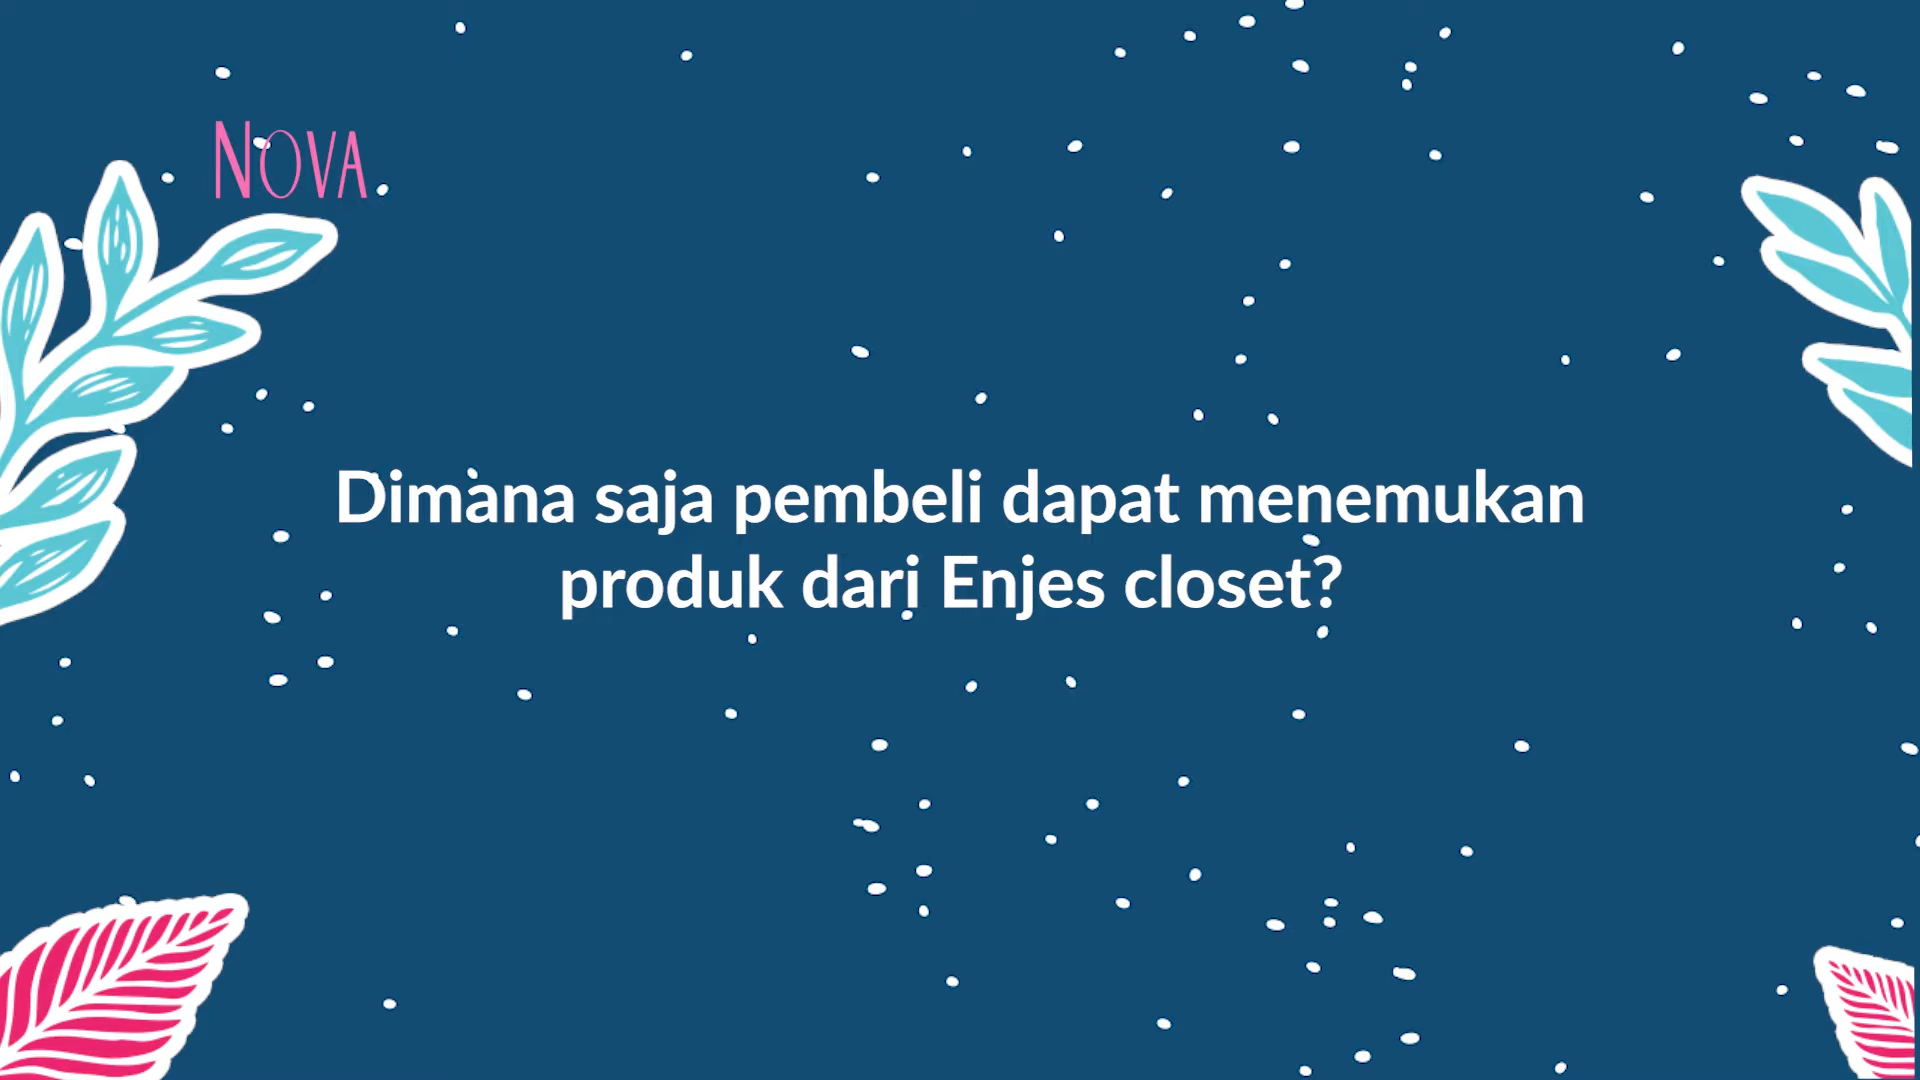 NOVA
Dimana saja pembeli dapat menemukan
produk dari Enjes closet?